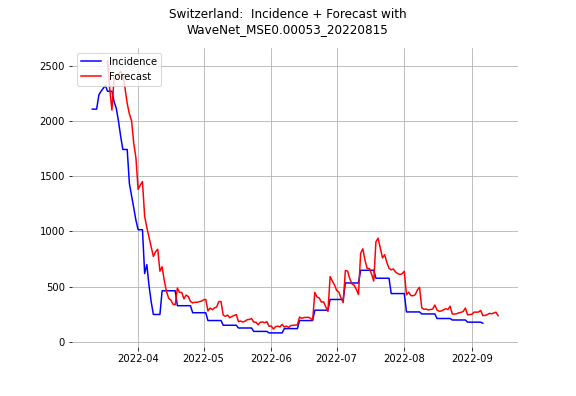 Switzerland:  Incidence + Forecast with
WaveNet_MSE0.00053_20220815
Incidence
Forecast
2500
2000
1500
1000
500
0
2022-04 2022-05 2022-06 2022-07 2022-08 2022-09